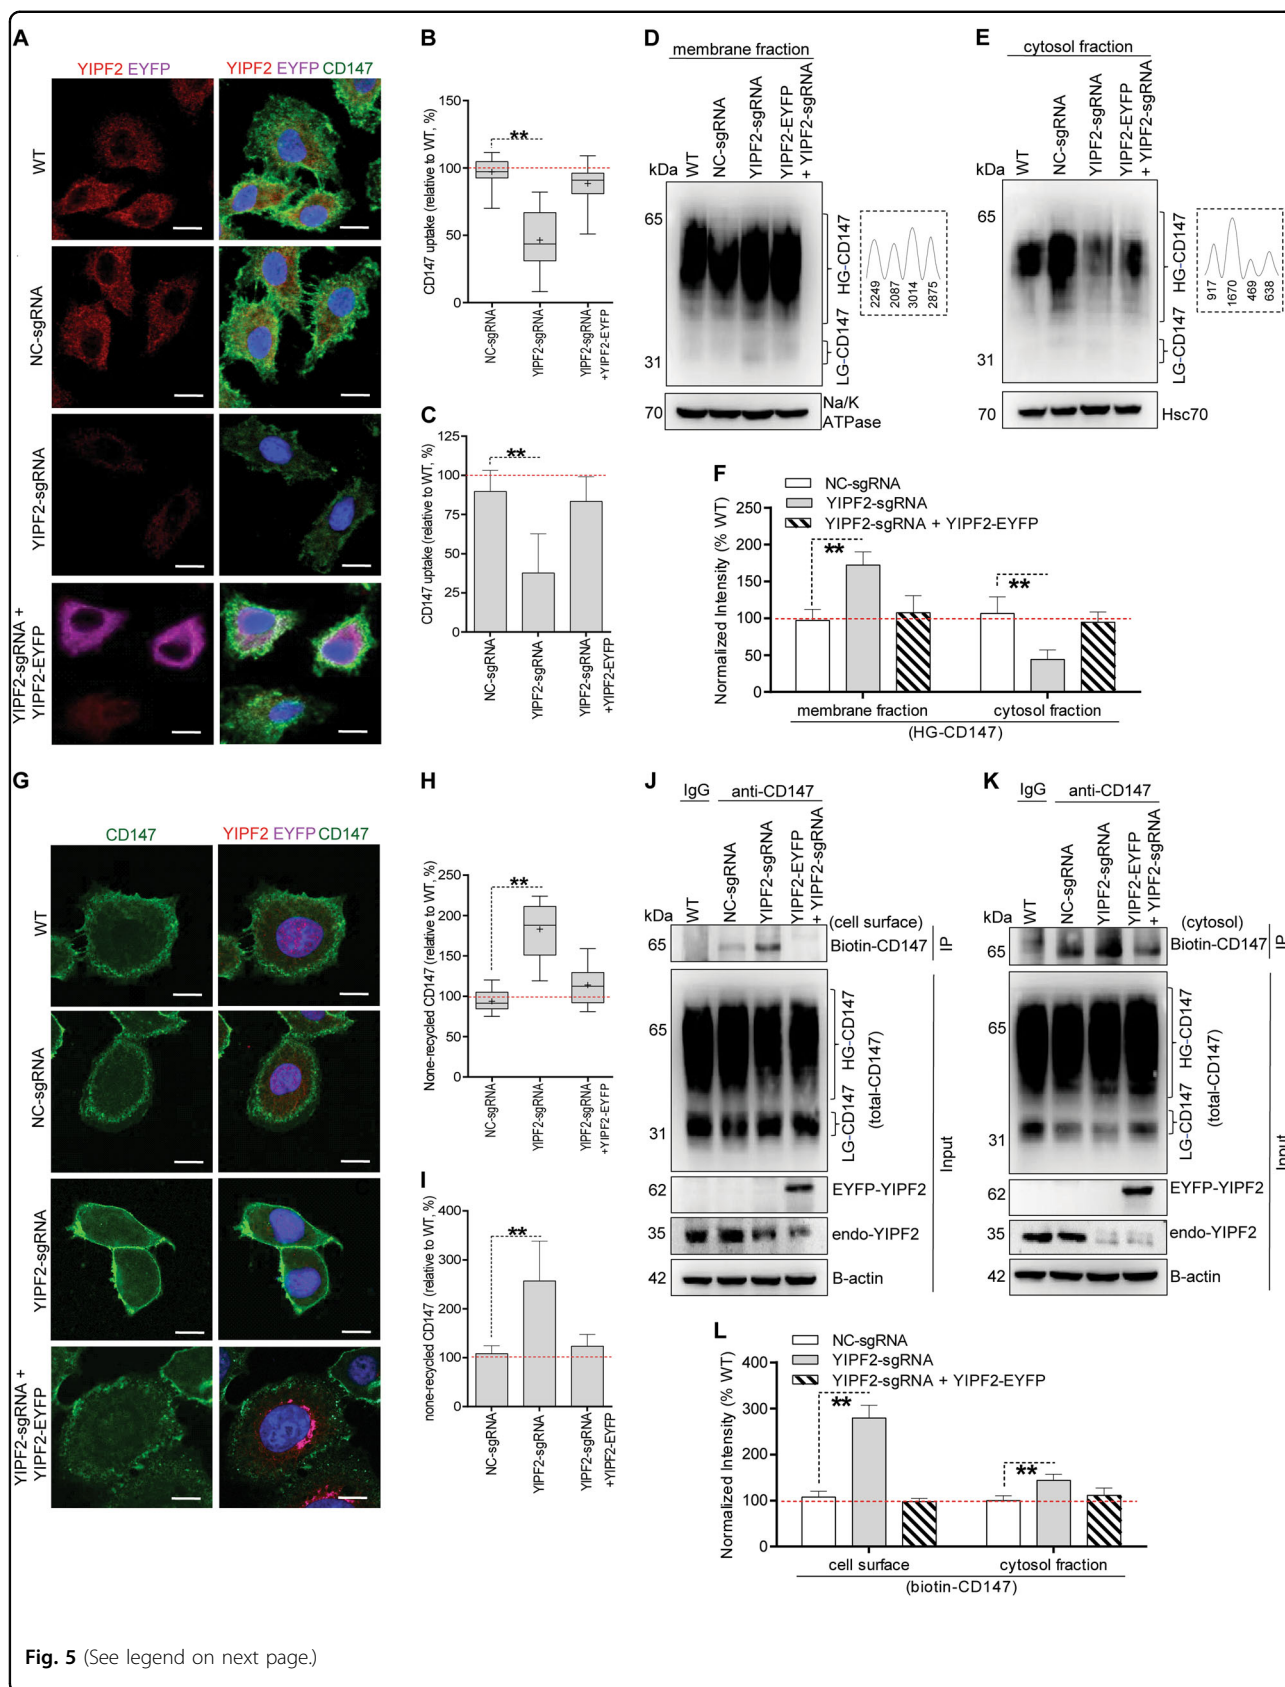 A
YIPF2 EYFP
YIPF2 EYFP CD147
WT
NC-sgRNA
YIPF2-sgRNA
YIPF2-sgRNA +
YIPF2-EYFP
B
CD147 uptake (relative to WT, %)
150
100
50
0
**
NC-sgRNA
YIPF2-sgRNA
YIPF2-sgRNA
+YIPF2-EYFP
C
CD147 uptake (relative to WT, %)
125
100
75
50
25
0
**
NC-sgRNA
YIPF2-sgRNA
YIPF2-sgRNA
+YIPF2-EYFP
D
membrane fraction
kDa
WT
NC-sgRNA
YIPF2-sgRNA
YIPF2-EYFP
+ YIPF2-sgRNA
65
31
HG-CD147
LG-CD147
2249
2087
3014
2875
70
Na/K
ATPase
E
cytosol fraction
kDa
WT
NC-sgRNA
YIPF2-sgRNA
YIPF2-EYFP
+ YIPF2-sgRNA
65
31
HG-CD147
LG-CD147
917
1670
469
638
70
Hsc70
F
NC-sgRNA
YIPF2-sgRNA
YIPF2-sgRNA + YIPF2-EYFP
Normalized Intensity (% WT)
250
200
150
100
50
0
**
**
membrane fraction
cytosol fraction
(HG-CD147)
G
CD147
YIPF2 EYFP CD147
WT
NC-sgRNA
YIPF2-sgRNA
YIPF2-sgRNA +
YIPF2-EYFP
H
None-recycled CD147 (relative to WT, %)
250
200
150
100
50
0
**
NC-sgRNA
YIPF2-sgRNA
YIPF2-sgRNA
+YIPF2-EYFP
I
none-recycled CD147 (relative to WT, %)
400
300
200
100
0
**
NC-sgRNA
YIPF2-sgRNA
YIPF2-sgRNA
+YIPF2-EYFP
J
IgG
anti-CD147
kDa
WT
NC-sgRNA
YIPF2-sgRNA
YIPF2-EYFP
+ YIPF2-sgRNA
(cell surface)
65
Biotin-CD147
IP
65
31
HG-CD147
LG-CD147
(total-CD147)
62
EYFP-YIPF2
35
endo-YIPF2
42
B-actin
Input
K
IgG
anti-CD147
kDa
WT
NC-sgRNA
YIPF2-sgRNA
YIPF2-EYFP
+ YIPF2-sgRNA
(cytosol)
65
Biotin-CD147
IP
65
31
HG-CD147
LG-CD147
(total-CD147)
62
EYFP-YIPF2
35
endo-YIPF2
42
B-actin
Input
L
NC-sgRNA
YIPF2-sgRNA
YIPF2-sgRNA + YIPF2-EYFP
Normalized Intensity (% WT)
400
300
200
100
0
**
**
cell surface
cytosol fraction
(biotin-CD147)
Fig. 5 (See legend on next page.)